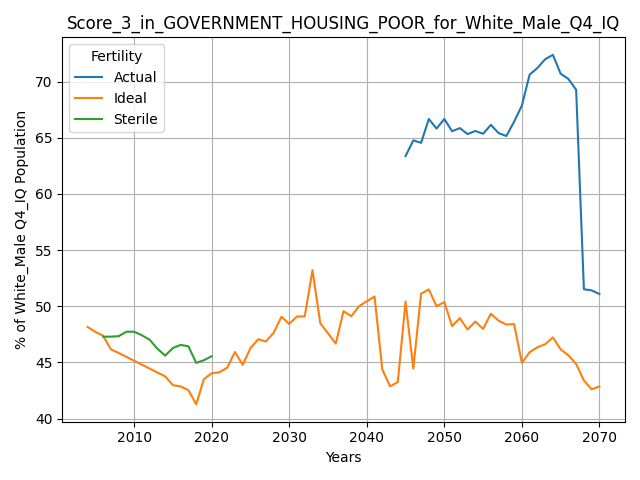 Score_3_in_GOVERNMENT_HOUSING_POOR_for_White_Male_Q4_IQ
Fertility
Actual
Ideal
Sterile
% of White_Male Q4_IQ Population
70
65
60
55
50
45
40
2010
2020
2030
2040
2050
2060
2070
Years